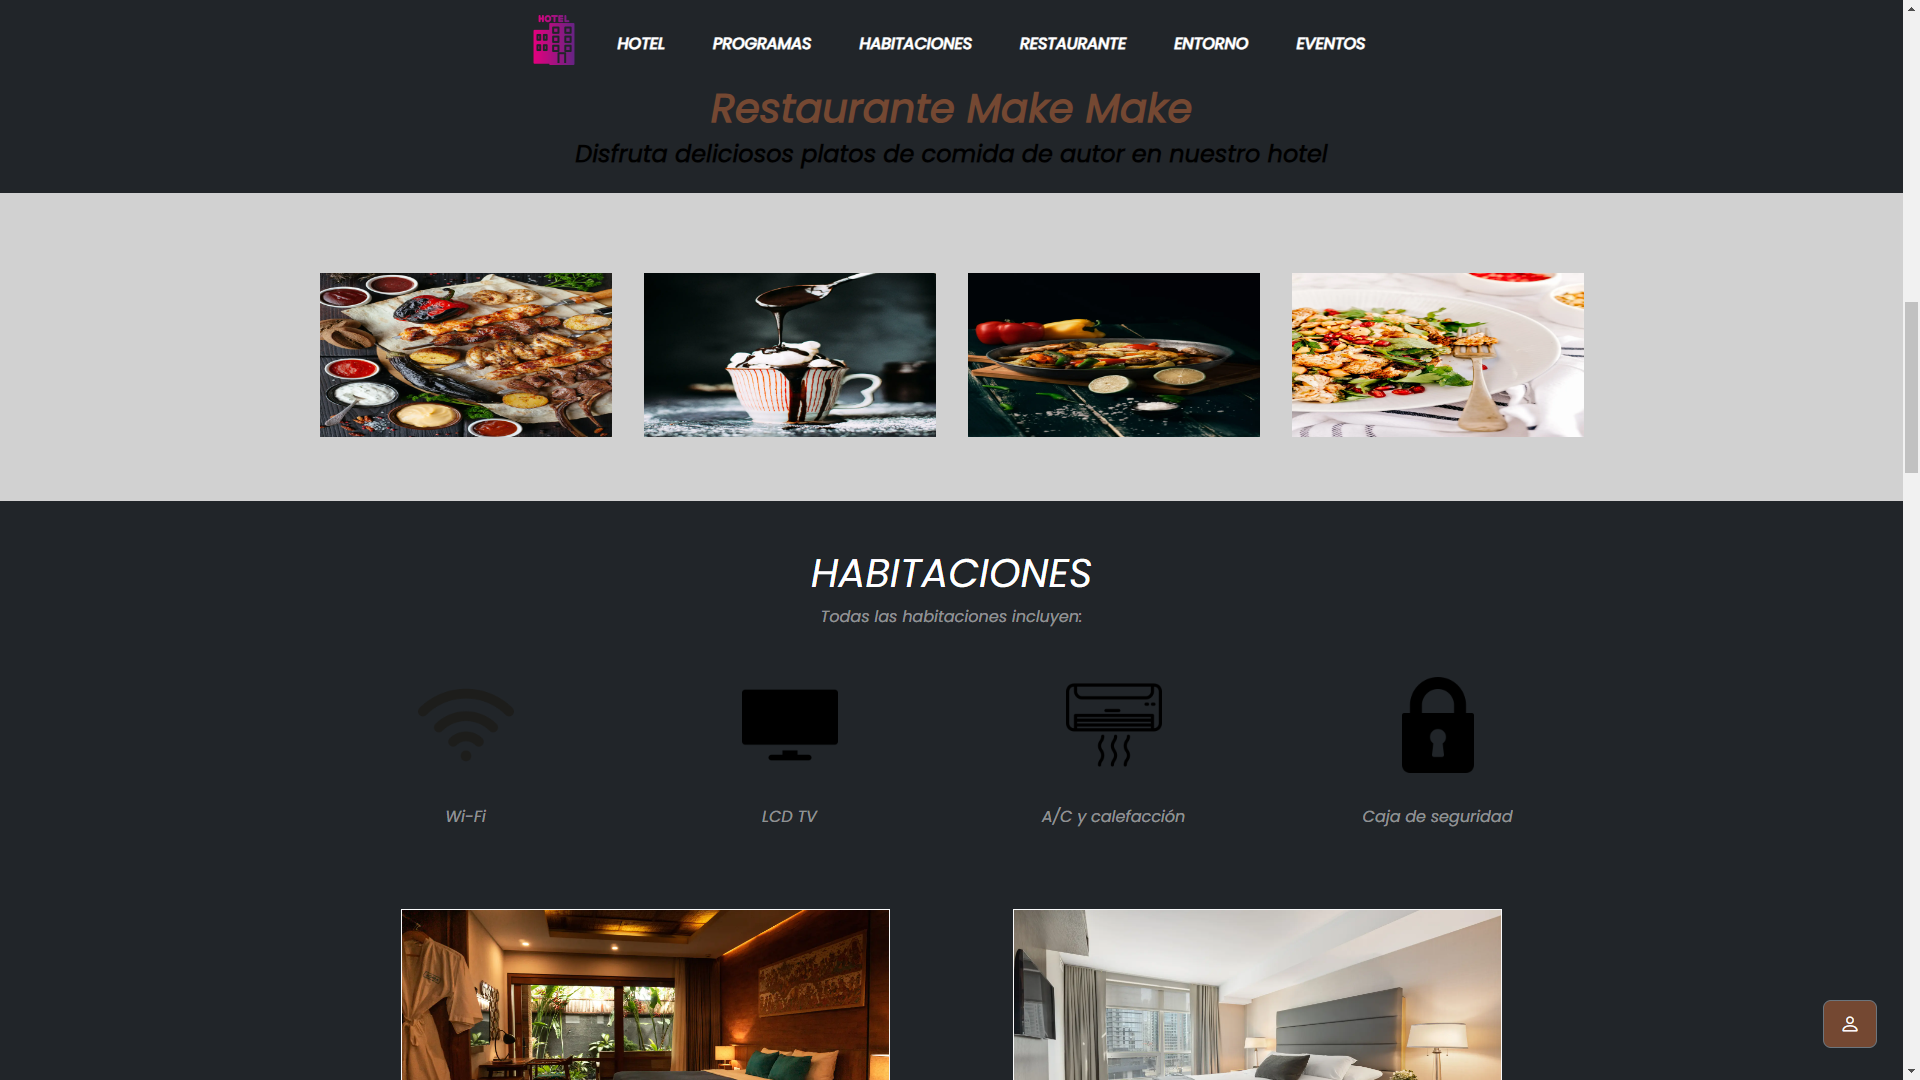 HOTEL
HOTEL PROGRAMAS HABITACIONES RESTAURANTE ENTORNO EVENTOS
Restaurante Make Make
Disfruta deliciosos platos de comida de autor en nuestro hotel
HABITACIONES
Todas las habitaciones incluyen:
Wi-Fi LCD TV A/C y calefacción Caja de seguridad